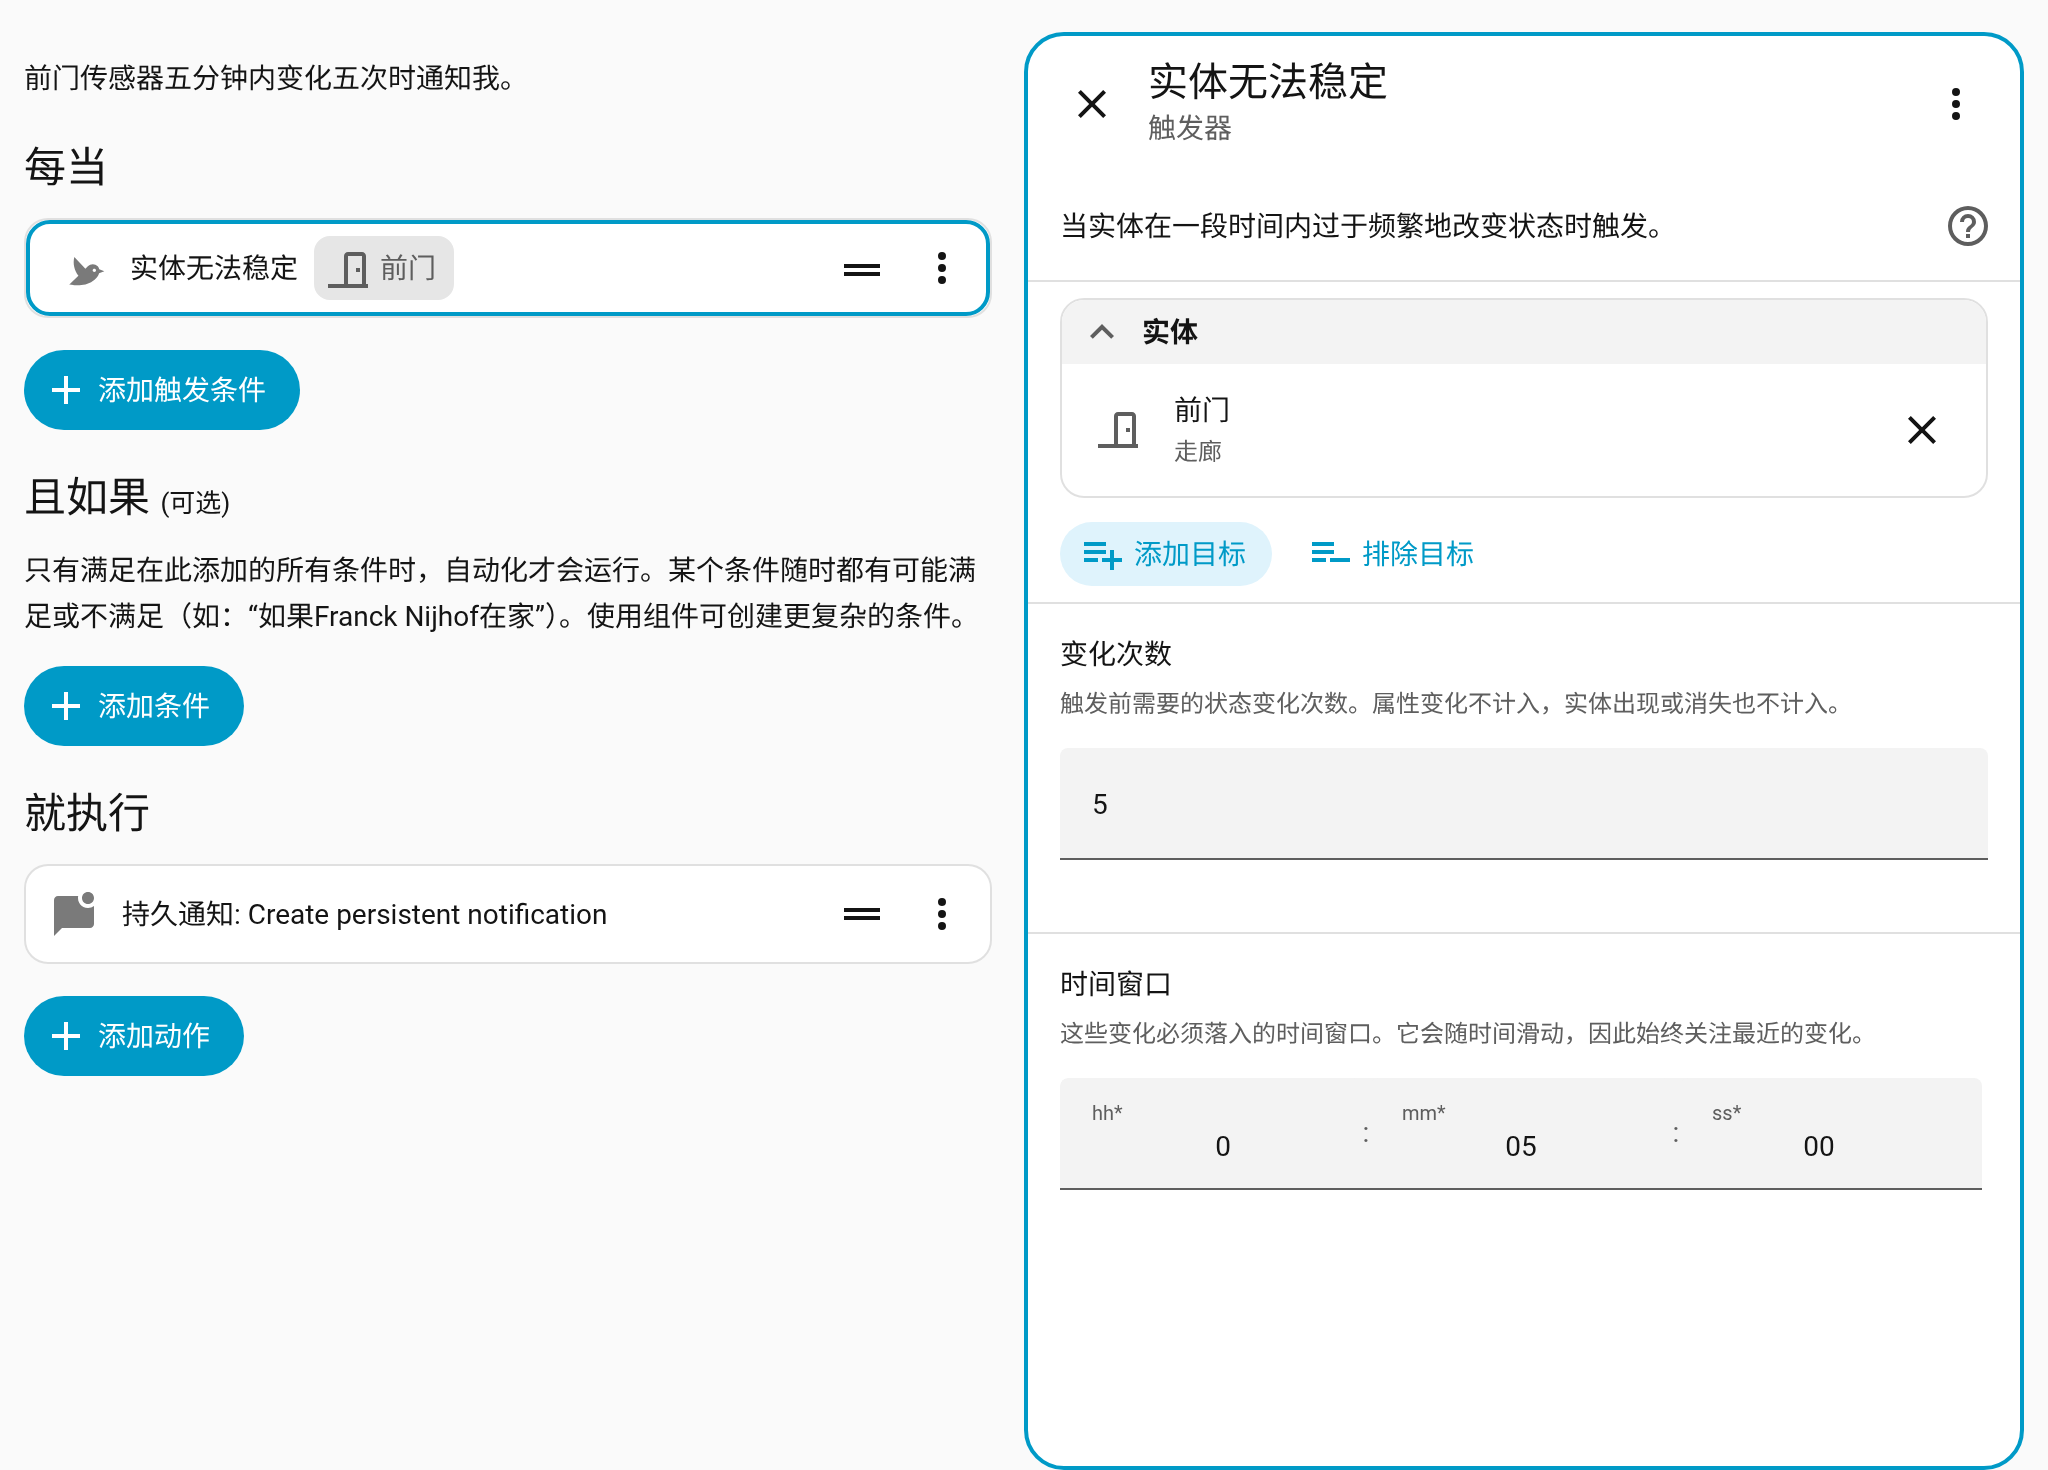 前门传感器五分钟内变化五次时通知我。
每当
实体无法稳定 前门
添加触发条件
且如果 (可选)
只有满足在此添加的所有条件时，自动化才会运行。某个条件随时都有可能满
足或不满足（如：“如果Franck Nijhof在家”）。使用组件可创建更复杂的条件。
添加条件
就执行
持久通知: Create persistent notification
添加动作
实体无法稳定
触发器
当实体在一段时间内过于频繁地改变状态时触发。
实体
前门
走廊
添加目标 排除目标
变化次数
触发前需要的状态变化次数。属性变化不计入，实体出现或消失也不计入。
5
时间窗口
这些变化必须落入的时间窗口。它会随时间滑动，因此始终关注最近的变化。
hh* mm* ss*
0 : 05 : 00